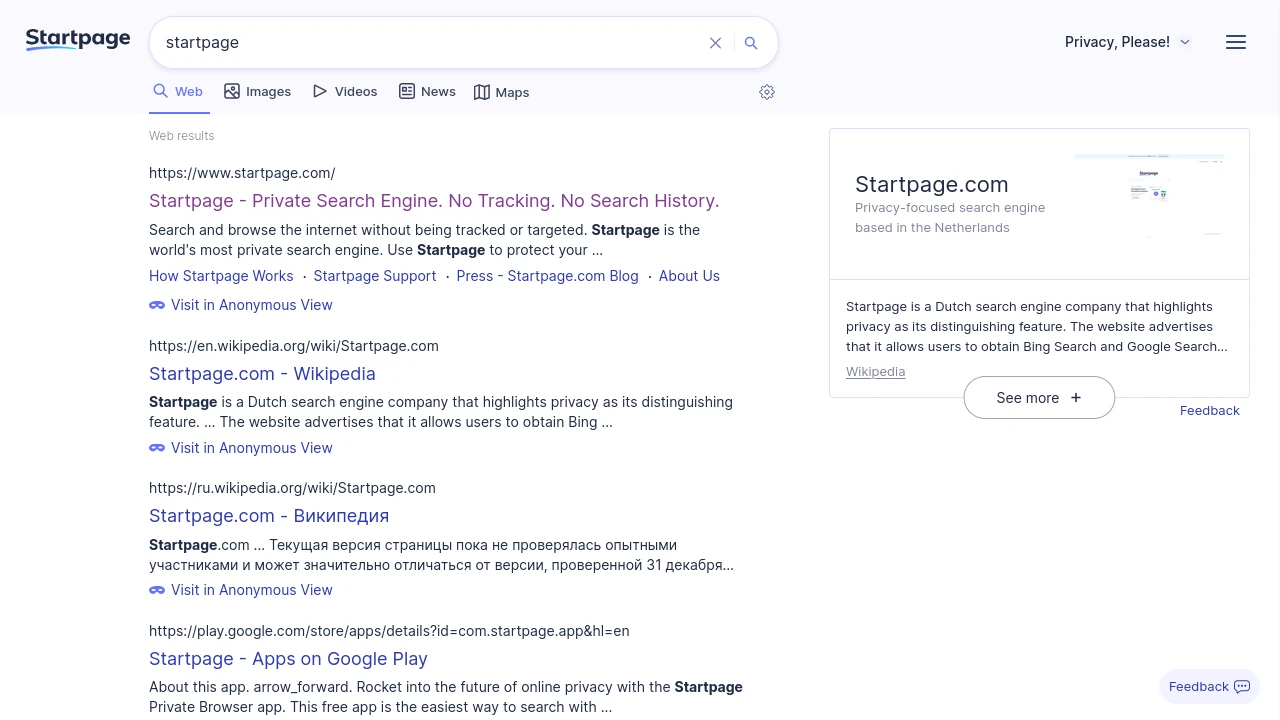 Startpage
startpage
Privacy, Please!
Web
Images
Videos
News
Maps
Web results
https://www.startpage.com/
Startpage - Private Search Engine. No Tracking. No Search History.
Search and browse the internet without being tracked or targeted. Startpage is the
world's most private search engine. Use Startpage to protect your ...
How Startpage Works · Startpage Support · Press - Startpage.com Blog · About Us
Visit in Anonymous View
https://en.wikipedia.org/wiki/Startpage.com
Startpage.com - Wikipedia
Startpage is a Dutch search engine company that highlights privacy as its distinguishing
feature. ... The website advertises that it allows users to obtain Bing ...
Visit in Anonymous View
https://ru.wikipedia.org/wiki/Startpage.com
Startpage.com - Википедия
Startpage.com ... Текущая версия страницы пока не проверялась опытными
участниками и может значительно отличаться от версии, проверенной 31 декабря...
Visit in Anonymous View
https://play.google.com/store/apps/details?id=com.startpage.app&hl=en
Startpage - Apps on Google Play
About this app. arrow_forward. Rocket into the future of online privacy with the Startpage
Private Browser app. This free app is the easiest way to search with ...
Startpage.com
Privacy-focused search engine
based in the Netherlands
Startpage
Startpage is a Dutch search engine company that highlights
privacy as its distinguishing feature. The website advertises
that it allows users to obtain Bing Search and Google Search...
Wikipedia
See more +
Feedback
Feedback